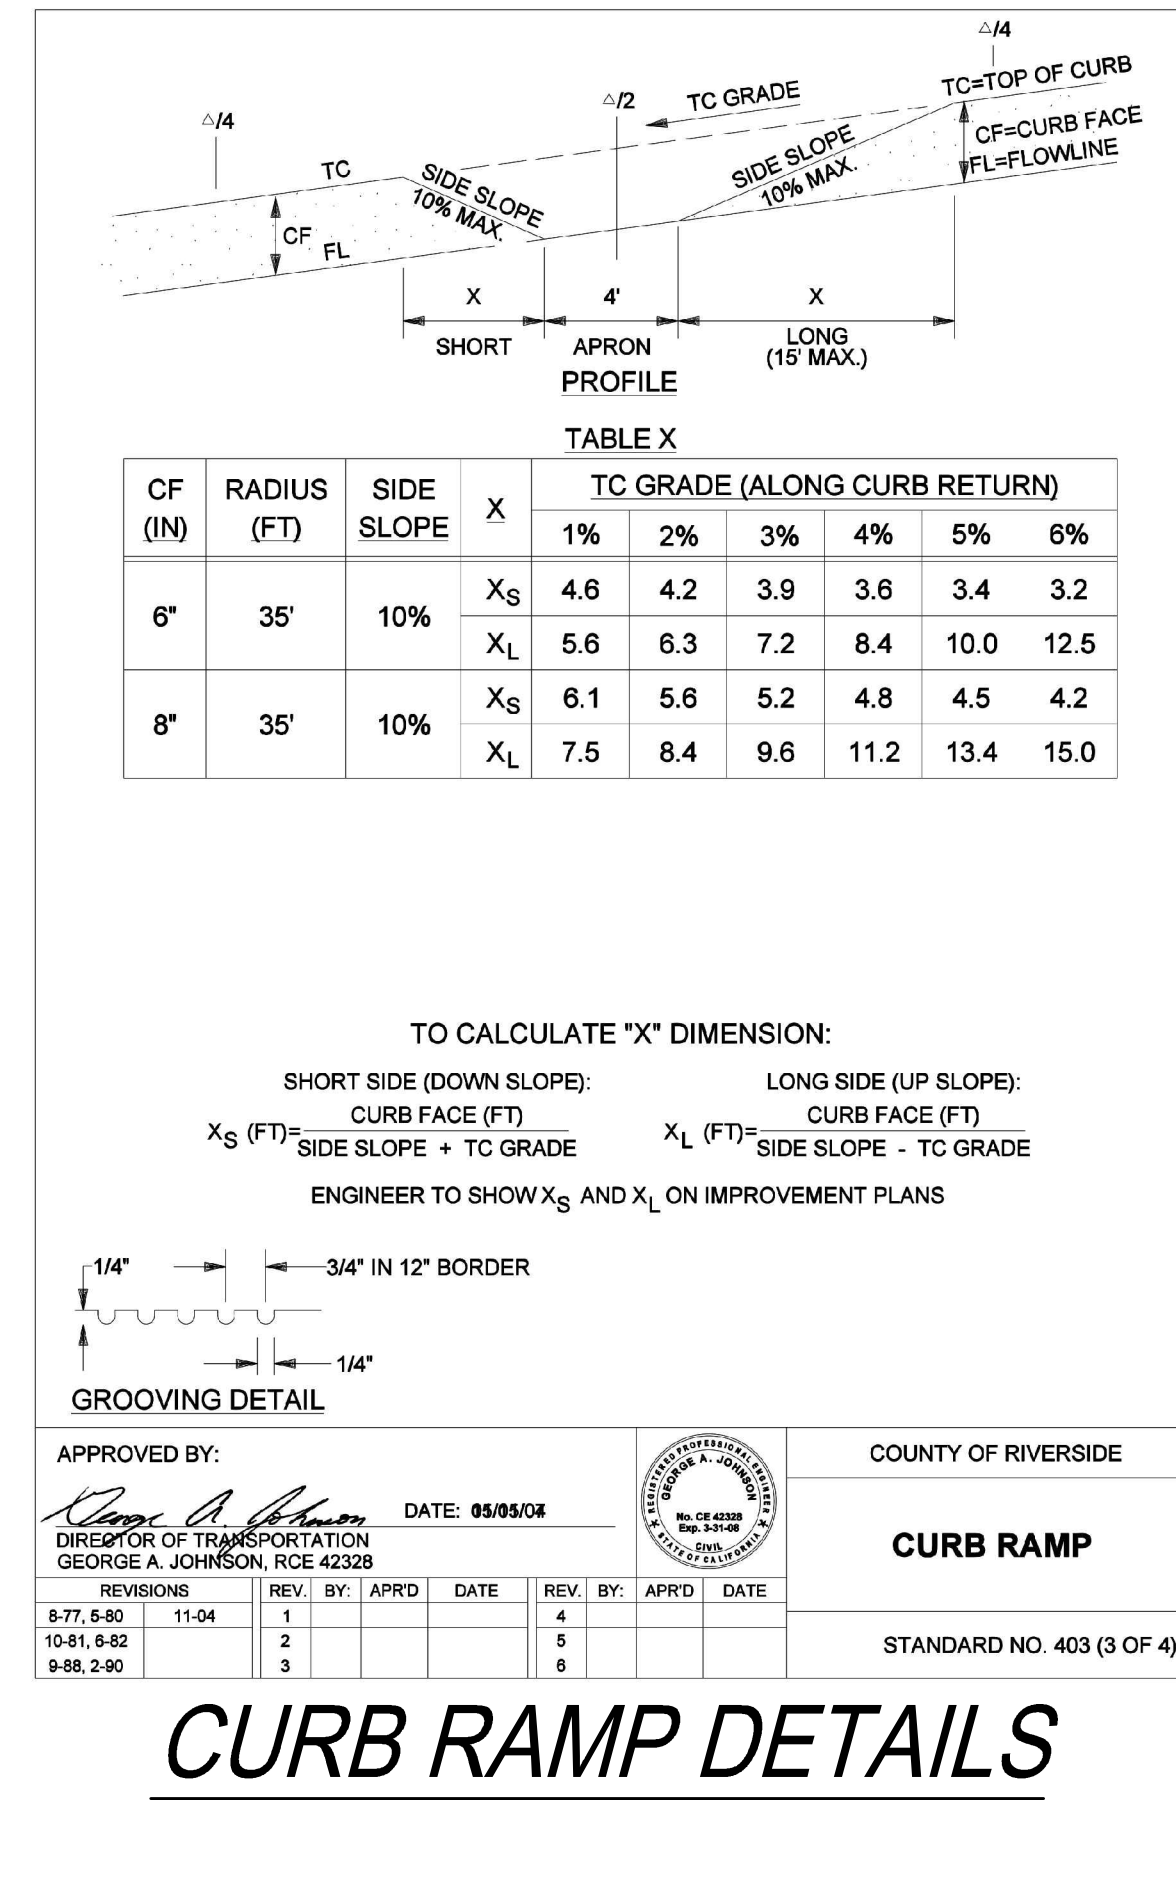 △/4
TC=TOP OF CURB
△/2
TC GRADE
△/4
CF=CURB FACE
FL=FLOWLINE
TC
SIDE SLOPE
10% MAX.
SIDE SLOPE
10% MAX.
CF
FL
X
4'
X
SHORT
APRON
LONG
(15' MAX.)
PROFILE
TABLE X
CF (IN) RADIUS (FT) SIDE SLOPE X TC GRADE (ALONG CURB RETURN)
1% 2% 3% 4% 5% 6%
6" 35' 10% XS 4.6 4.2 3.9 3.6 3.4 3.2
XL 5.6 6.3 7.2 8.4 10.0 12.5
8" 35' 10% XS 6.1 5.6 5.2 4.8 4.5 4.2
XL 7.5 8.4 9.6 11.2 13.4 15.0
TO CALCULATE "X" DIMENSION:
SHORT SIDE (DOWN SLOPE):
XS (FT)= CURB FACE (FT)
SIDE SLOPE + TC GRADE
LONG SIDE (UP SLOPE):
XL (FT)= CURB FACE (FT)
SIDE SLOPE - TC GRADE
ENGINEER TO SHOW XS AND XL ON IMPROVEMENT PLANS
1/4"
3/4" IN 12" BORDER
1/4"
GROOVING DETAIL
APPROVED BY:
George A. Johnson
DATE:
DIRECTOR OF TRANSPORTATION
GEORGE A. JOHNSON, RCE 42328
REGISTERED PROFESSIONAL ENGINEER
GEORGE A. JOHNSON
No. CE 42328
Exp. 3-31-08
CIVIL
STATE OF CALIFORNIA
COUNTY OF RIVERSIDE
CURB RAMP
STANDARD NO. 403 (3 OF 4)
REVISIONS REV. BY: APR'D DATE REV. BY: APR'D DATE
8-77, 5-80 11-04 1 4
10-81, 6-82 2 5
9-88, 2-90 3 6
CURB RAMP DETAILS